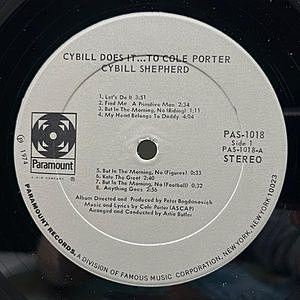 CYBILL DOES IT...TO COLE PORTER
CYBILL SHEPHERD
1. Let's Do It 3:51
2. Find Me A Primitive Man 2:34
3. But In The Morning, No (Riding) 1:11
4. My Heart Belongs To Daddy 4:04
Paramount
℗ 1974
PAS-1018
Side 1
PAS-1018-A
STEREO
5. But In The Morning, No (Figures) :33
6. Kate The Great 2:40
7. But In The Morning, No (Football)
8. Anything Goes
Album Directed and Produced by Peter Bogdanovich
Music and Lyrics by Cole Porter (ASCAP)
Arranged and Conducted by Artie Butler
PARAMOUNT RECORDS, A DIVISION OF FAMOUS MUSIC CORPORATION, NEW YORK, NEW YORK 10023